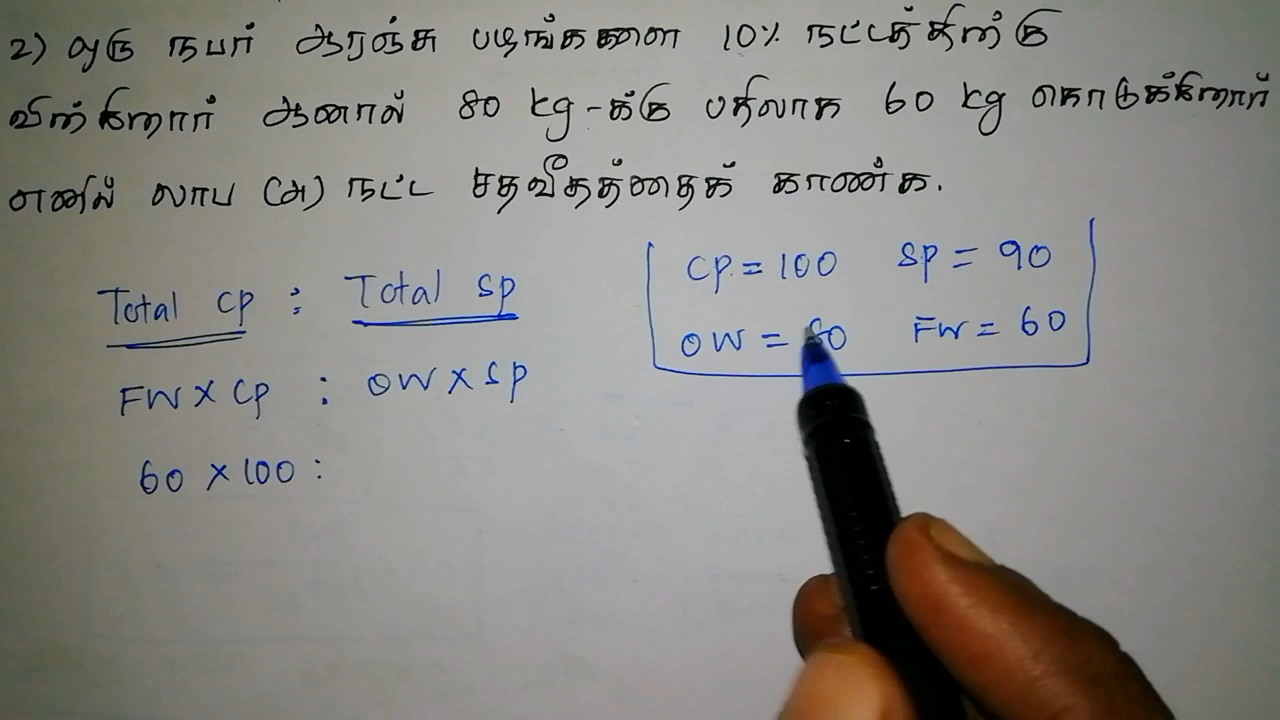 2) ஒரு நபர் ஆரஞ்சு பழங்களை 10% நட்டத்திற்கு
விற்கிறார் ஆனால் 80 kg-க்கு பதிலாக 60 kg கொடுக்கிறார்
எனில் லாப (அ) நட்ட சதவீதத்தைக் காண்க.
Total CP : Total SP
FW × CP : OW × SP
60 × 100 :
CP = 100 SP = 90
OW = 80 FW = 60